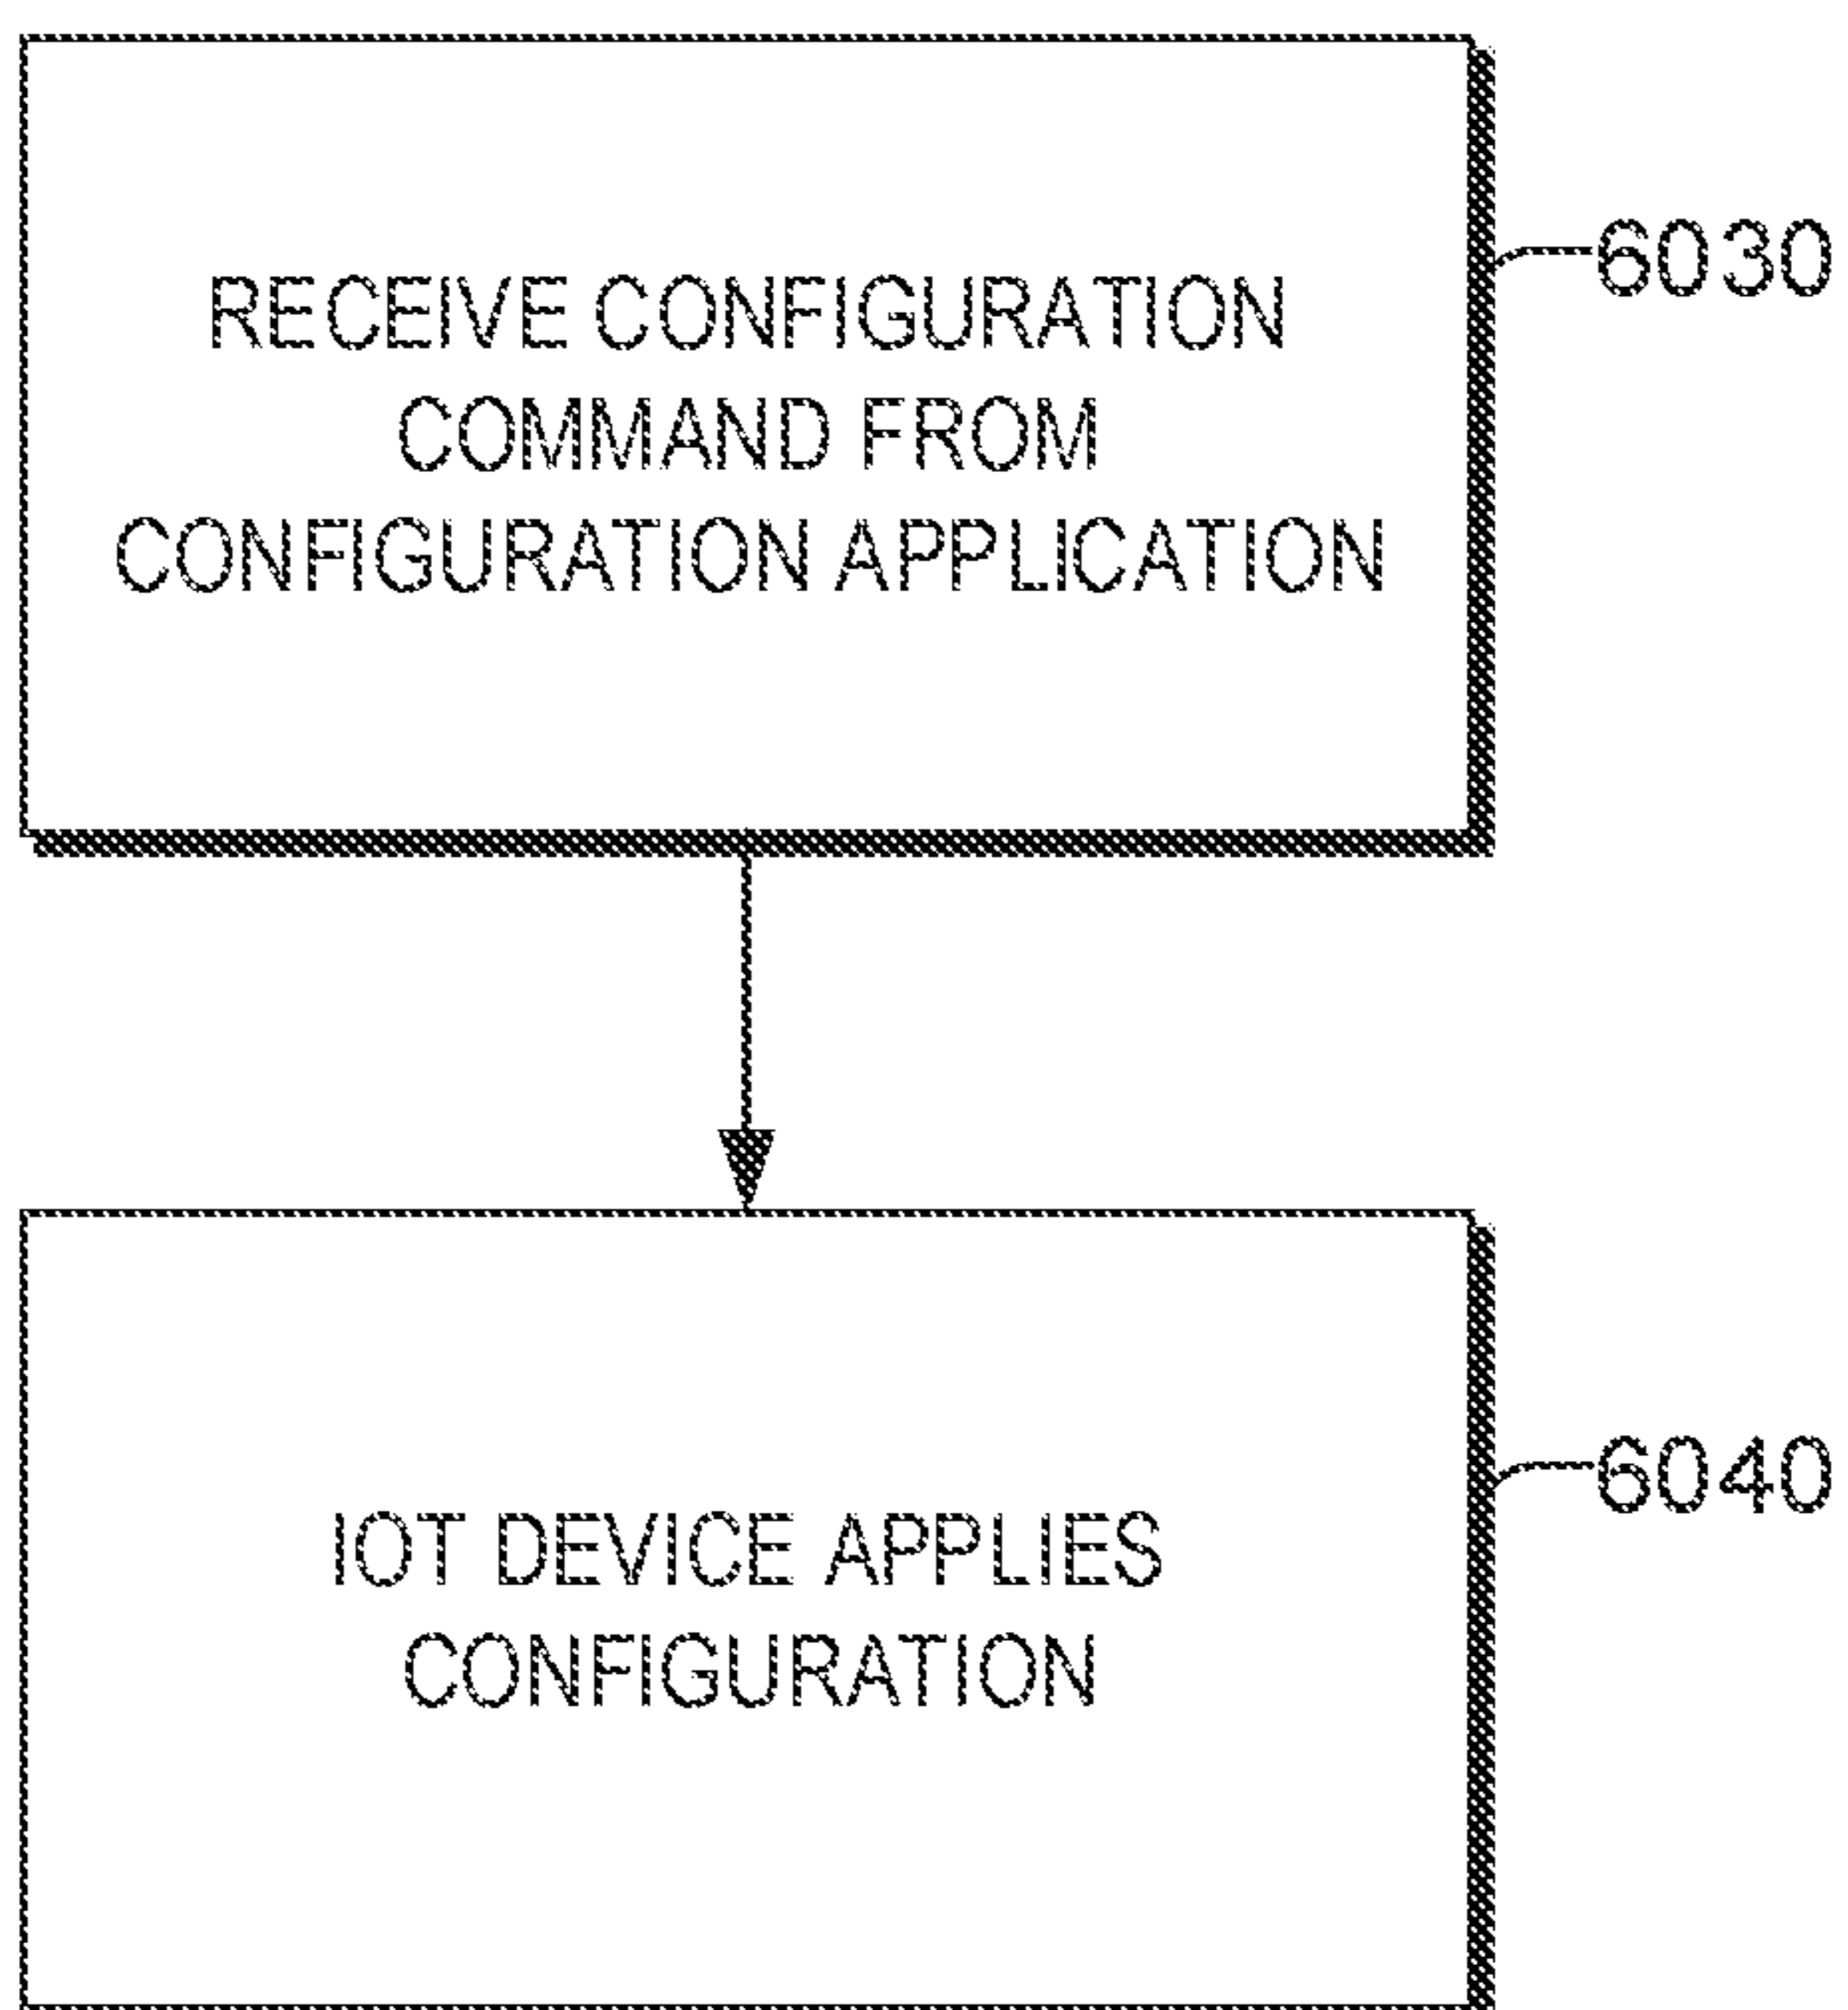 RECEIVE CONFIGURATION
COMMAND FROM
CONFIGURATION APPLICATION
6030
IOT DEVICE APPLIES
CONFIGURATION
6040